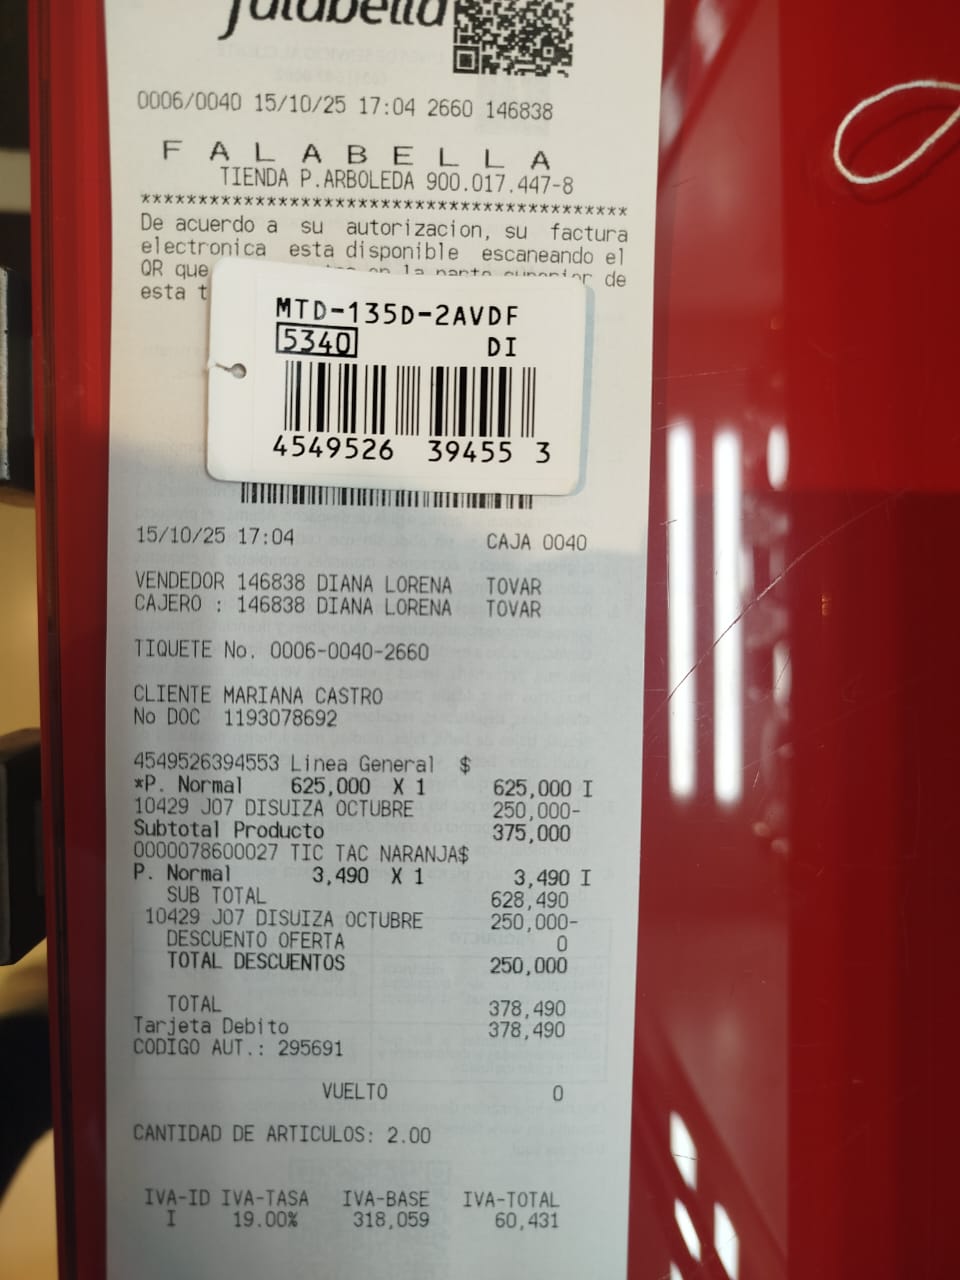 falabella
0006/0040 15/10/25 17:04 2660 146838
F A L A B E L L A
TIENDA P.ARBOLEDA 900.017.447-8
*******************************************
De acuerdo a su autorizacion, su factura
electronica esta disponible escaneando el
QR que en la parte superior de
esta t
MTD-135D-2AVDF
5340 DI
4549526 39455 3
15/10/25 17:04 CAJA 0040
VENDEDOR 146838 DIANA LORENA TOVAR
CAJERO : 146838 DIANA LORENA TOVAR
TIQUETE No. 0006-0040-2660
CLIENTE MARIANA CASTRO
No DOC 1193078692
4549526394553 Linea General $
*P. Normal 625,000 X 1 625,000 I
10429 J07 DISUIZA OCTUBRE 250,000-
Subtotal Producto 375,000
0000078600027 TIC TAC NARANJA$
P. Normal 3,490 X 1 3,490 I
SUB TOTAL 628,490
10429 J07 DISUIZA OCTUBRE 250,000-
DESCUENTO OFERTA 0
TOTAL DESCUENTOS 250,000
TOTAL 378,490
Tarjeta Debito 378,490
CODIGO AUT.: 295691
VUELTO 0
CANTIDAD DE ARTICULOS: 2.00
IVA-ID IVA-TASA IVA-BASE IVA-TOTAL
I 19.00% 318,059 60,431